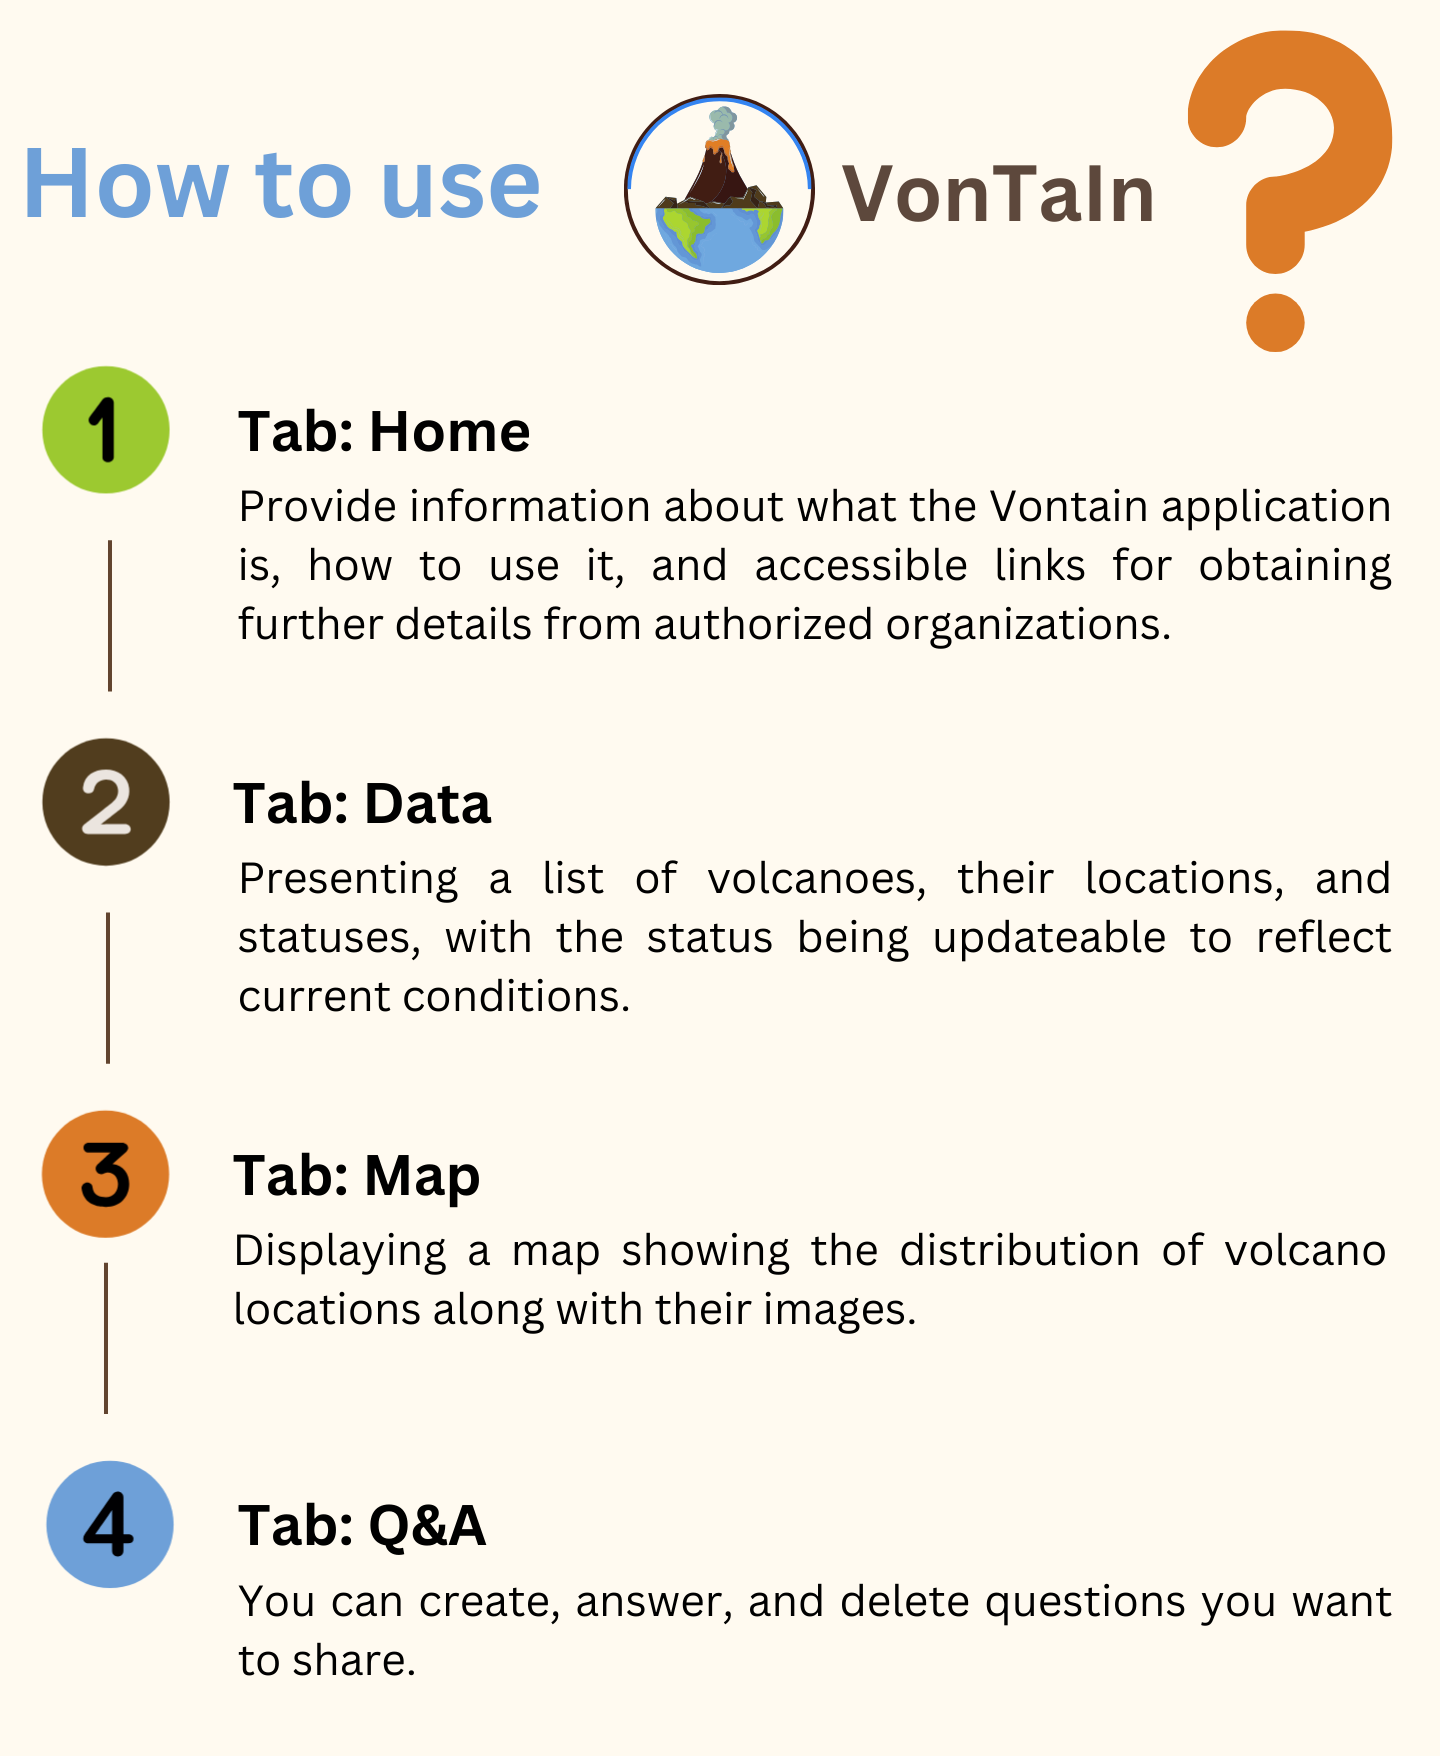 How to use VonTaIn ?
1
Tab: Home
Provide information about what the Vontain application
is, how to use it, and accessible links for obtaining
further details from authorized organizations.
2
Tab: Data
Presenting a list of volcanoes, their locations, and
statuses, with the status being updateable to reflect
current conditions.
3
Tab: Map
Displaying a map showing the distribution of volcano
locations along with their images.
4
Tab: Q&A
You can create, answer, and delete questions you want
to share.